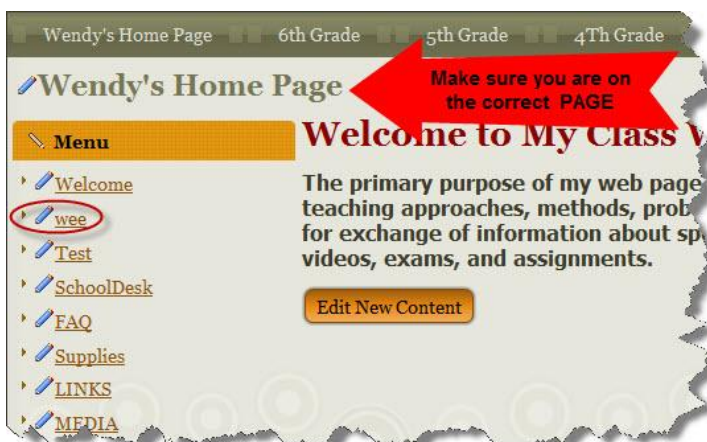 Wendy's Home Page 6th Grade 5th Grade 4Th Grade
Wendy's Home Page
Make sure you are on
the correct PAGE
Menu
Welcome
wee
Test
SchoolDesk
FAQ
Supplies
LINKS
MEDIA
Welcome to My Class
The primary purpose of my web page
teaching approaches, methods,
for exchange of information about
videos, exams, and assignments.
Edit New Content